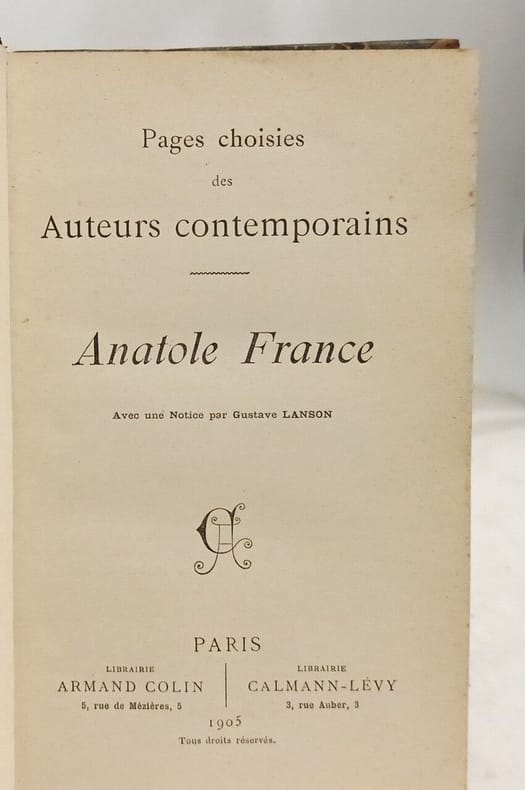 Pages choisies
des
Auteurs contemporains
Anatole France
Avec une Notice par Gustave LANSON
PARIS
LIBRAIRIE
ARMAND COLIN
5, rue de Mézières, 5
LIBRAIRIE
CALMANN-LÉVY
3, rue Auber, 3
1905
Tous droits réservés.